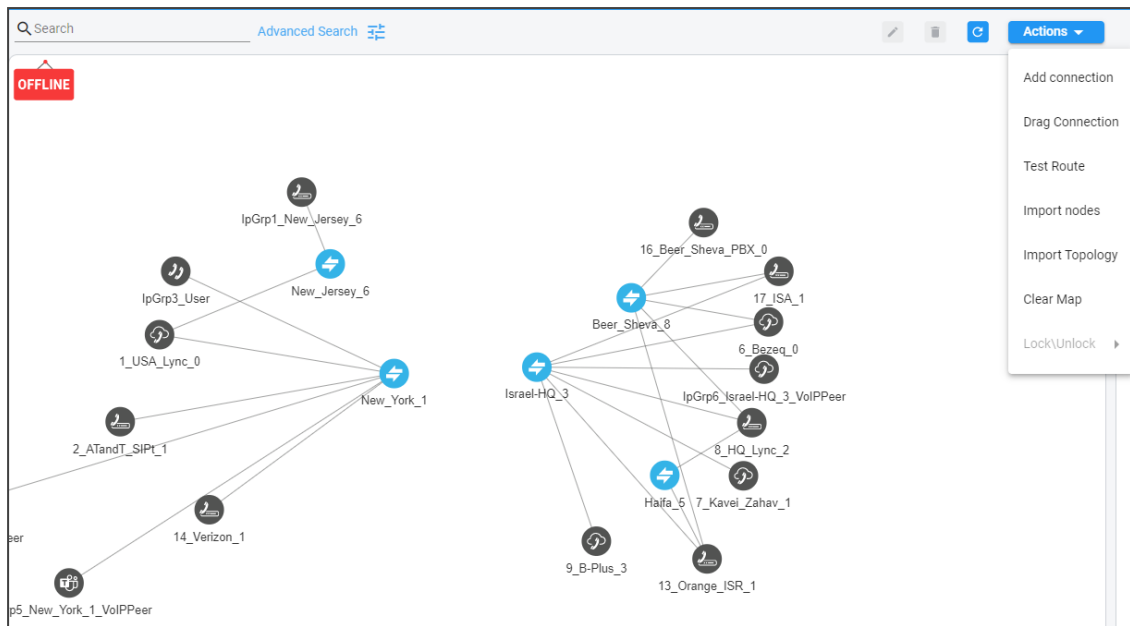 Search
Advanced Search
Actions
OFFLINE
Add connection
Drag Connection
Test Route
Import nodes
Import Topology
Clear Map
Lock\Unlock
IpGrp1_New_Jersey_6
16_Beer_Sheva_PBX_0
New_Jersey_6
IpGrp3_User
17_ISA_1
Beer_Sheva_8
6_Bezeq_0
1_USA_Lync_0
Israel-HQ_3
IpGrp6_Israel-HQ_3_VoIPPeer
New_York_1
2_ATandT_SIPt_1
8_HQ_Lync_2
Haifa_5
7_Kavei_Zahav_1
14_Verizon_1
eer
9_B-Plus_3
13_Orange_ISR_1
p5_New_York_1_VoIPPeer